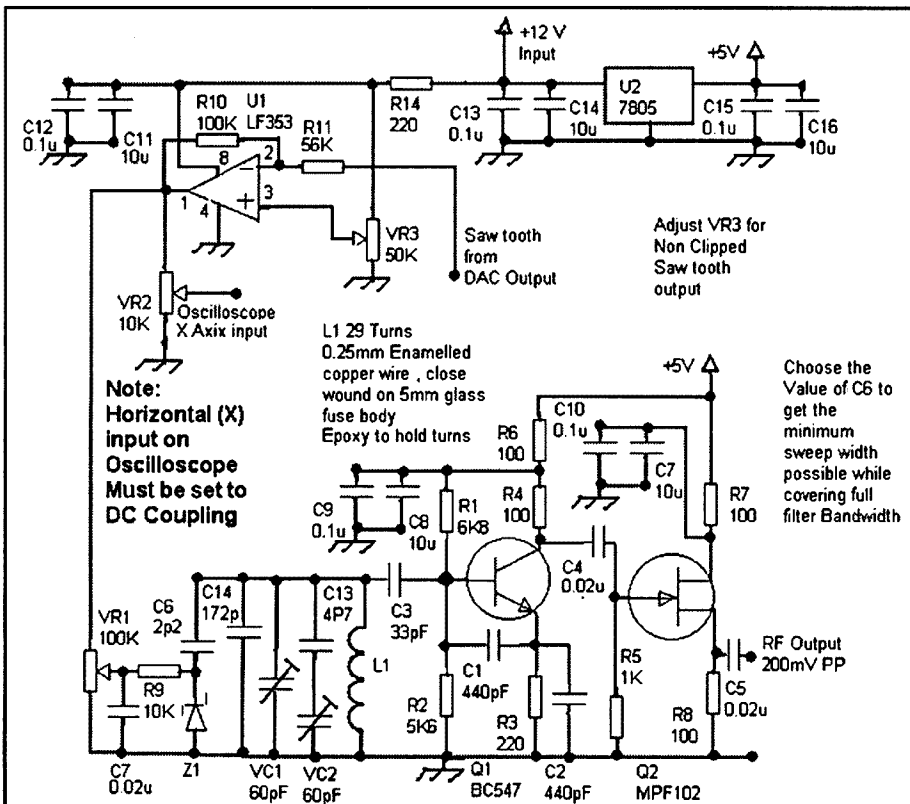 +12 V
Input
+5V
C12
0.1u
C11
10u
R10
100K
U1
LF353
R11
56K
R14
220
C13
0.1u
C14
10u
U2
7805
C15
0.1u
C16
10u
8
2
1
4
3
VR3
50K
Saw tooth
from
DAC Output
Adjust VR3 for
Non Clipped
Saw tooth
output
VR2
10K
Oscilloscope
X Axix input
Note:
Horizontal (X)
input on
Oscilloscope
Must be set to
DC Coupling
L1 29 Turns
0.25mm Enamelled
copper wire , close
wound on 5mm glass
fuse body
Epoxy to hold turns
+5V
Choose the
Value of C6 to
get the
minimum
sweep width
possible while
covering full
filter Bandwidth
C10
0.1u
R6
100
C7
10u
R7
100
C9
0.1u
C8
10u
R1
6K8
R4
100
C4
0.02u
VR1
100K
C6
2p2
C14
172p
C13
4P7
L1
C3
33pF
C1
440pF
R9
10K
R2
5K6
R3
220
R5
1K
R8
100
C5
0.02u
RF Output
200mV PP
C7
0.02u
Z1
VC1
60pF
VC2
60pF
Q1
BC547
C2
440pF
Q2
MPF102